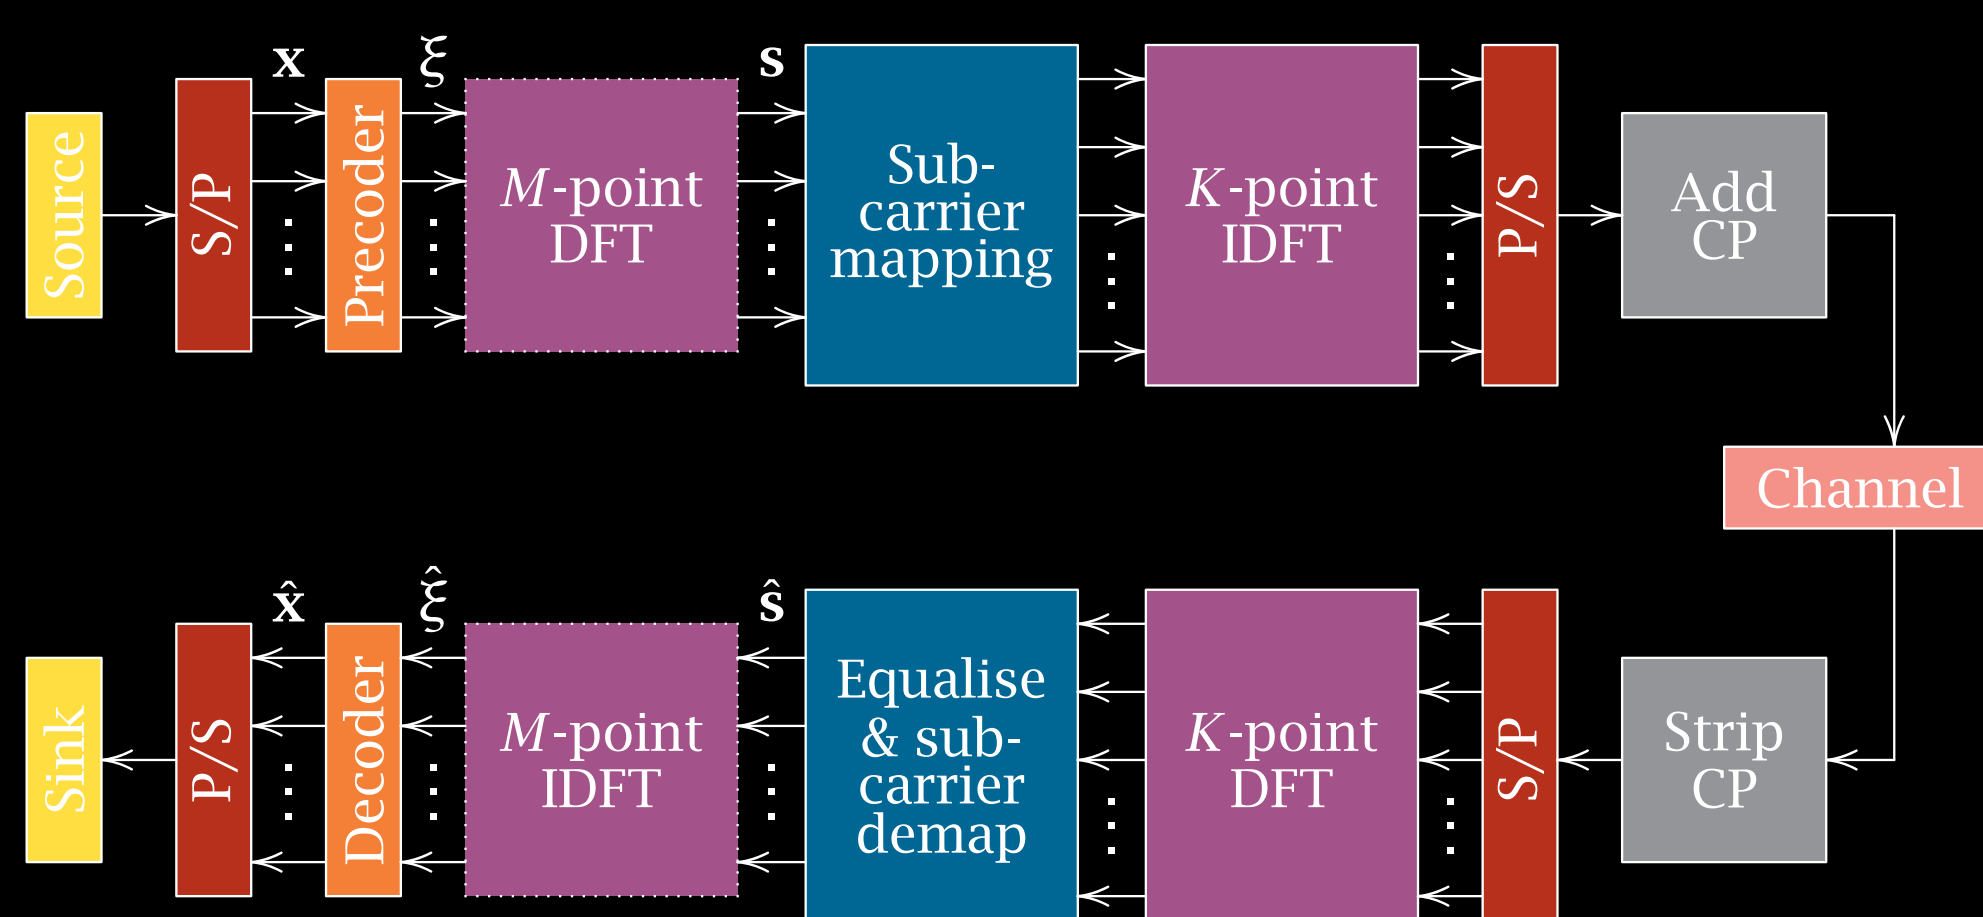 x
ξ
s
Source
S/P
Precoder
M-point
DFT
Sub-
carrier
mapping
K-point
IDFT
P/S
Add
CP
Channel
x̂
ξ̂
ŝ
Sink
P/S
Decoder
M-point
IDFT
Equalise
& sub-
carrier
demap
K-point
DFT
S/P
Strip
CP